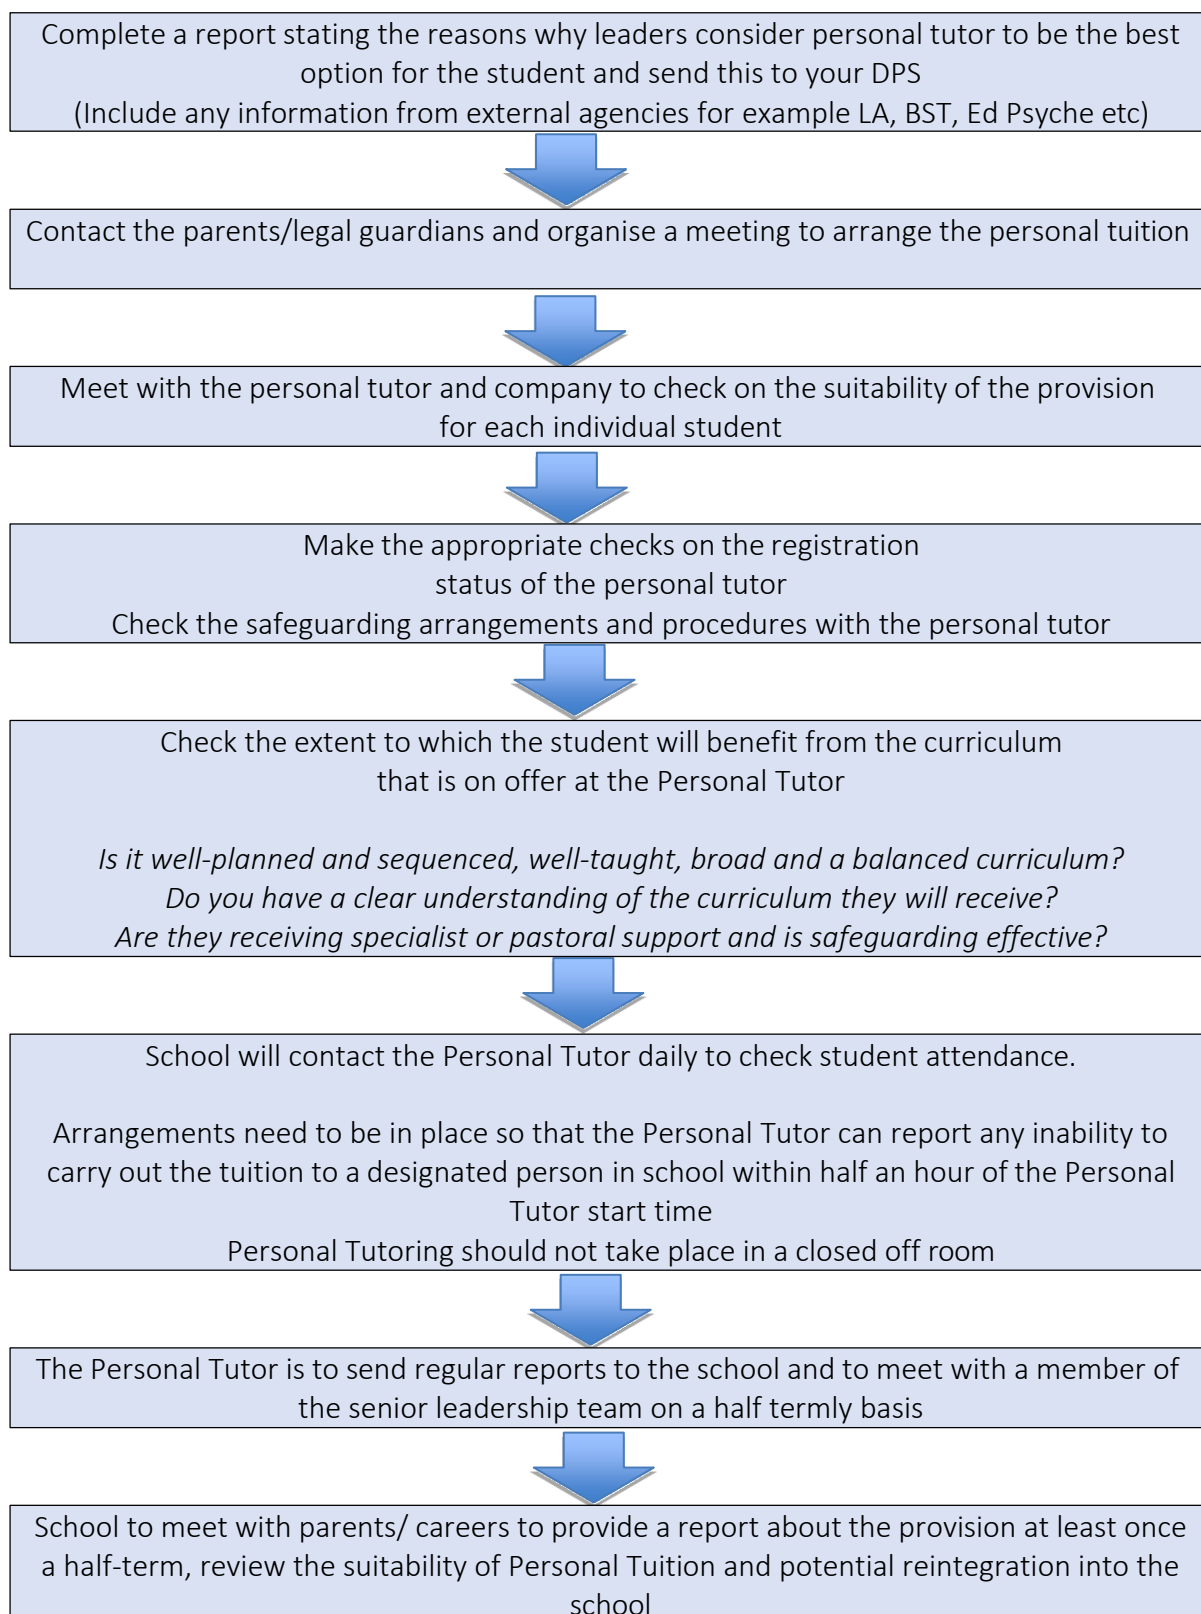 Complete a report stating the reasons why leaders consider personal tutor to be the best
option for the student and send this to your DPS
(Include any information from external agencies for example LA, BST, Ed Psyche etc)
Contact the parents/legal guardians and organise a meeting to arrange the personal tuition
Meet with the personal tutor and company to check on the suitability of the provision
for each individual student
Make the appropriate checks on the registration
status of the personal tutor
Check the safeguarding arrangements and procedures with the personal tutor
Check the extent to which the student will benefit from the curriculum
that is on offer at the Personal Tutor
Is it well-planned and sequenced, well-taught, broad and a balanced curriculum?
Do you have a clear understanding of the curriculum they will receive?
Are they receiving specialist or pastoral support and is safeguarding effective?
School will contact the Personal Tutor daily to check student attendance.
Arrangements need to be in place so that the Personal Tutor can report any inability to
carry out the tuition to a designated person in school within half an hour of the Personal
Tutor start time
Personal Tutoring should not take place in a closed off room
The Personal Tutor is to send regular reports to the school and to meet with a member of
the senior leadership team on a half termly basis
School to meet with parents/ careers to provide a report about the provision at least once
a half-term, review the suitability of Personal Tuition and potential reintegration into the
school